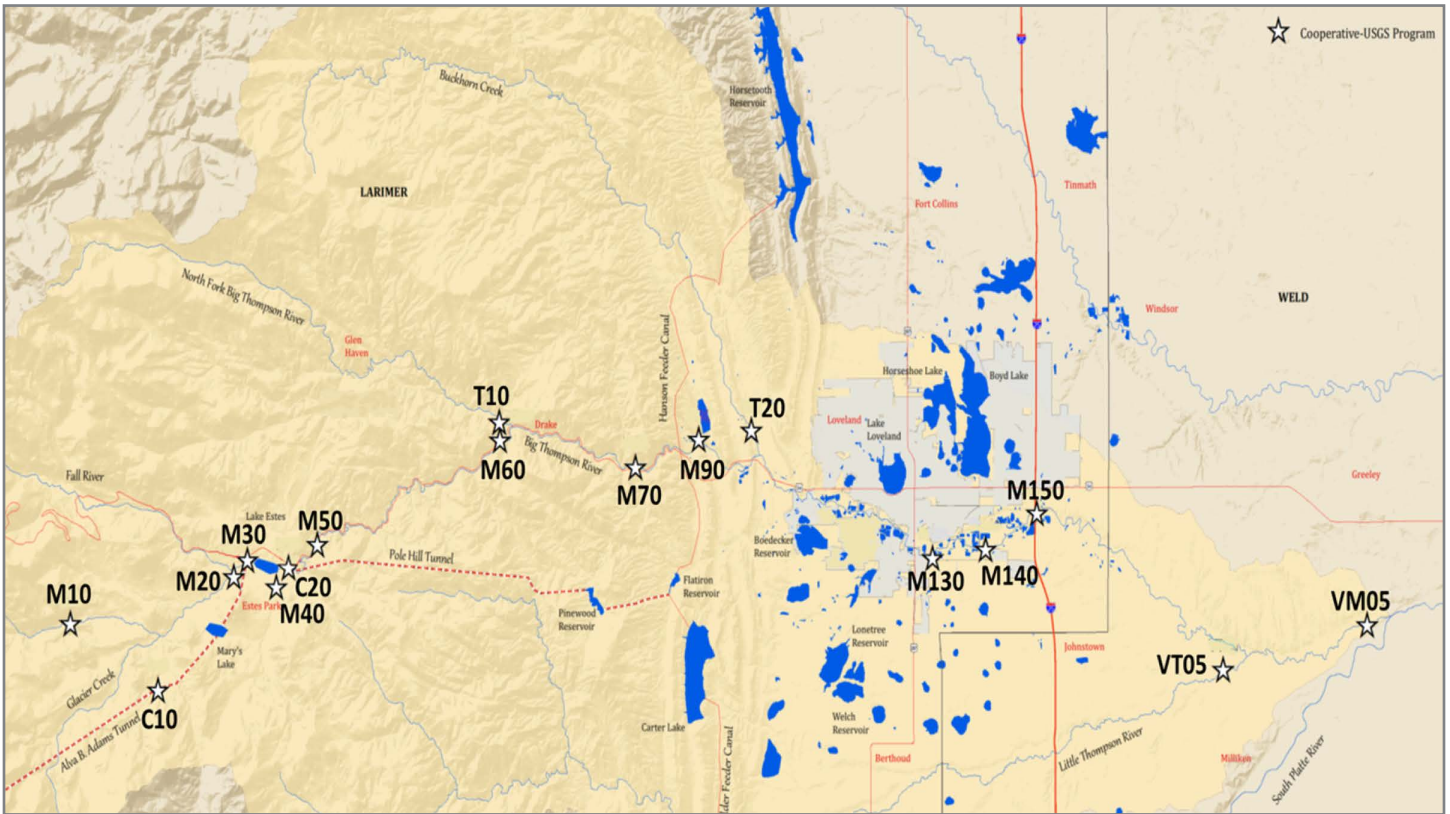 Cooperative-USGS Program
Buckhorn Creek
Horsetooth
Reservoir
LARIMER
Tinmath
Fort Collins
North Fork Big Thompson River
WELD
Windsor
Glen
Haven
Hanson Feeder Canal
Horseshoe Lake
Boyd Lake
T10
Drake
T20
Loveland
Lake
Loveland
Big Thompson River
M60
M70
M90
Fall River
Greeley
M150
Lake Estes
M30
M50
Boedecker
Reservoir
Pole Hill Tunnel
M20
C20
M40
Estes Park
M10
Flatiron
Reservoir
Pinewood
Reservoir
M130
M140
VM05
Mary's
Lake
Lonetree
Reservoir
Johnstown
VT05
Glacier Creek
C10
Alva B. Adams Tunnel
Carter Lake
Welch
Reservoir
Berthoud
Little Thompson River
Milliken
South Platte River
Feeder Canal